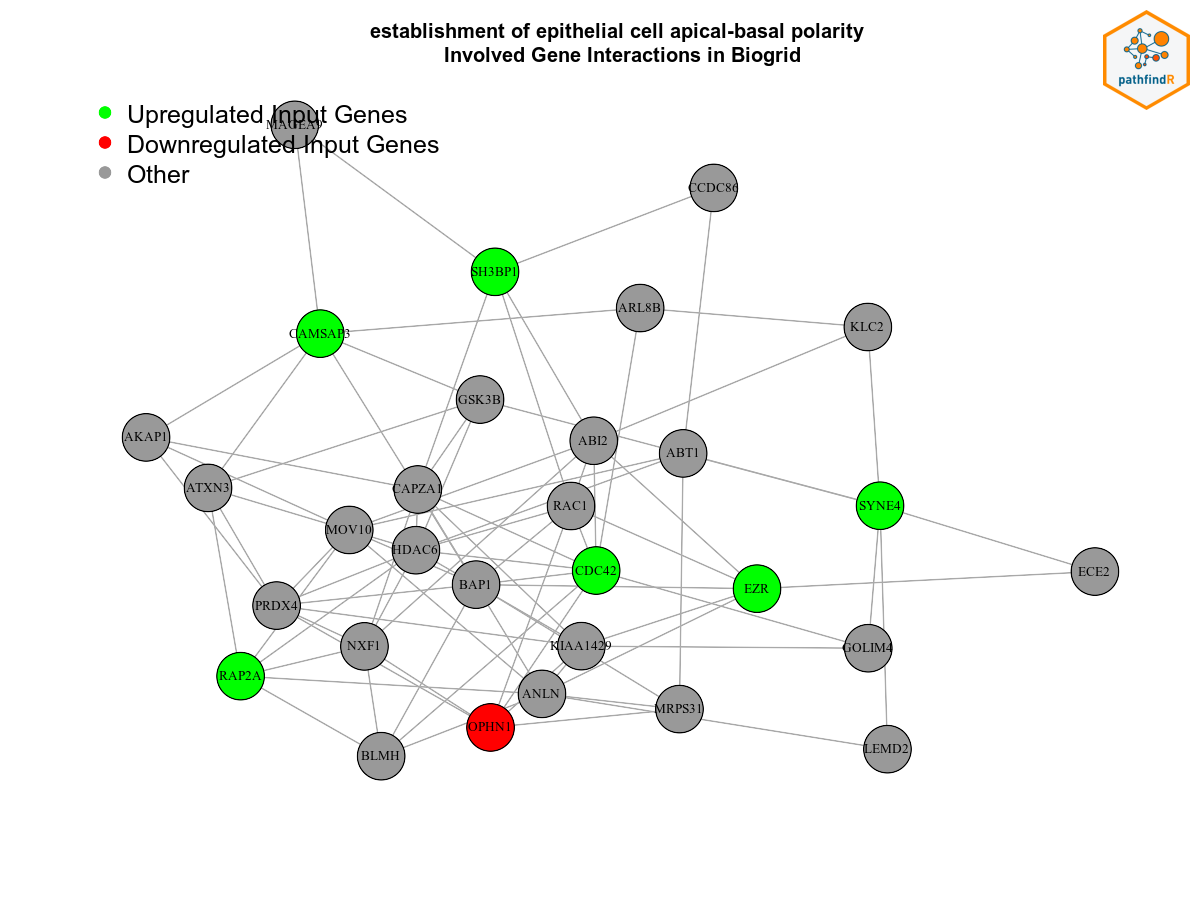 establishment of epithelial cell apical-basal polarity
Involved Gene Interactions in Biogrid
pathfindR
Upregulated Input Genes
Downregulated Input Genes
Other
MAGEA9
CCDC86
SH3BP1
ARL8B
KLC2
CAMSAP3
GSK3B
AKAP1
ABI2
ABT1
ATXN3
CAPZA1
RAC1
SYNE4
MOV10
HDAC6
CDC42
ECE2
BAP1
EZR
PRDX4
NXF1
KIAA1429
GOLIM4
RAP2A
ANLN
MRPS31
OPHN1
BLMH
LEMD2